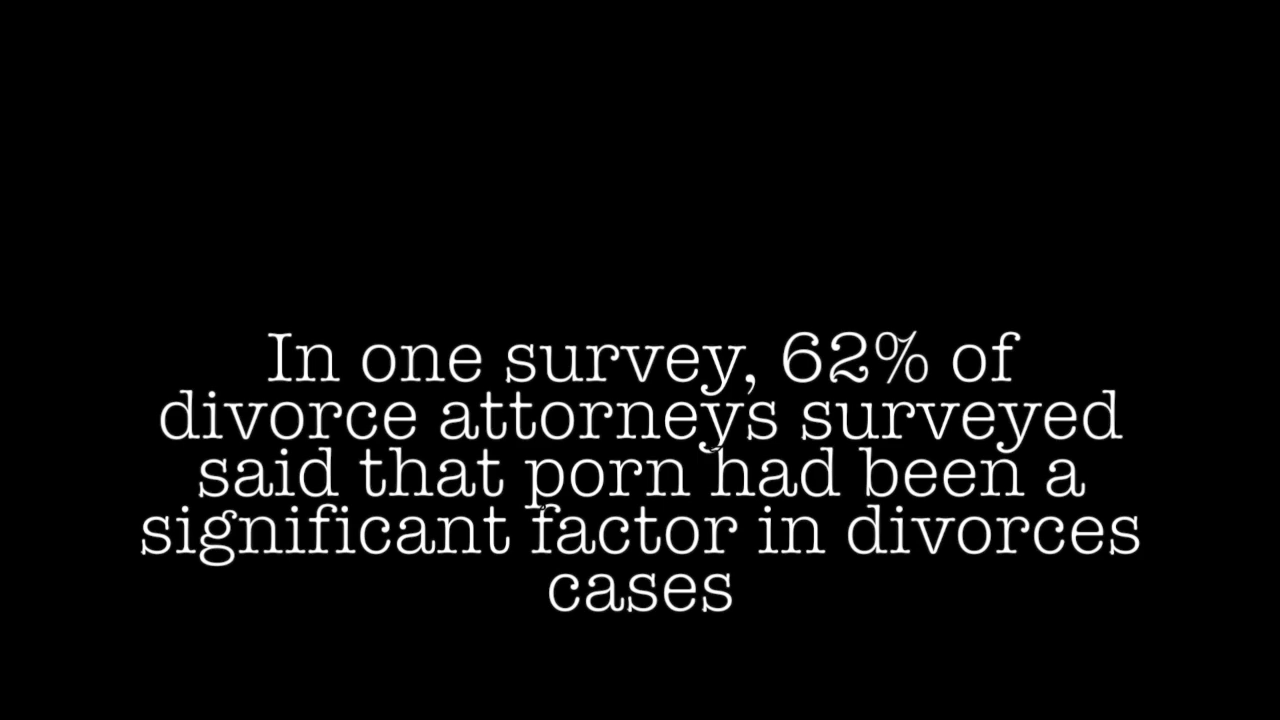 In one survey, 62% of
divorce attorneys surveyed
said that porn had been a
significant factor in divorces
cases